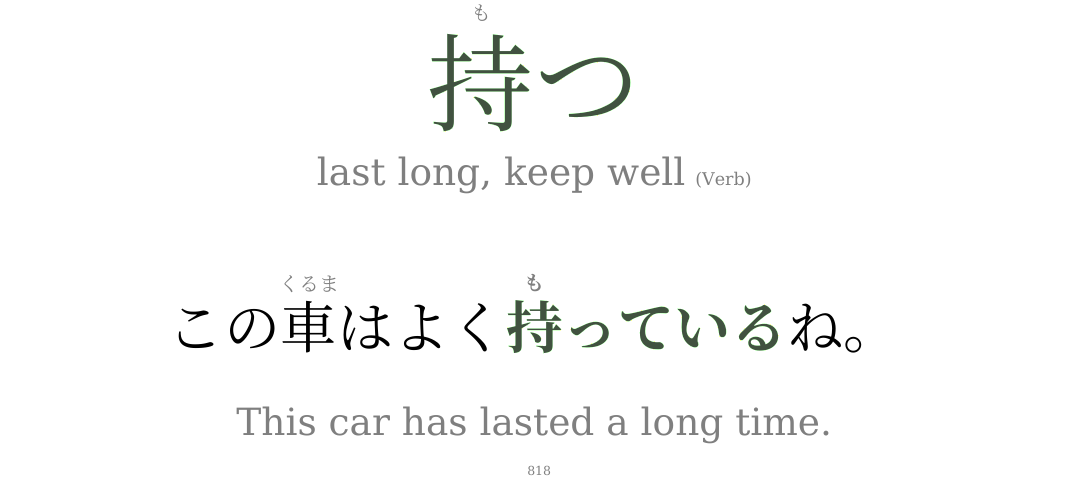 も
持つ
last long, keep well (Verb)
くるま も
この車はよく持っているね。
This car has lasted a long time.
818